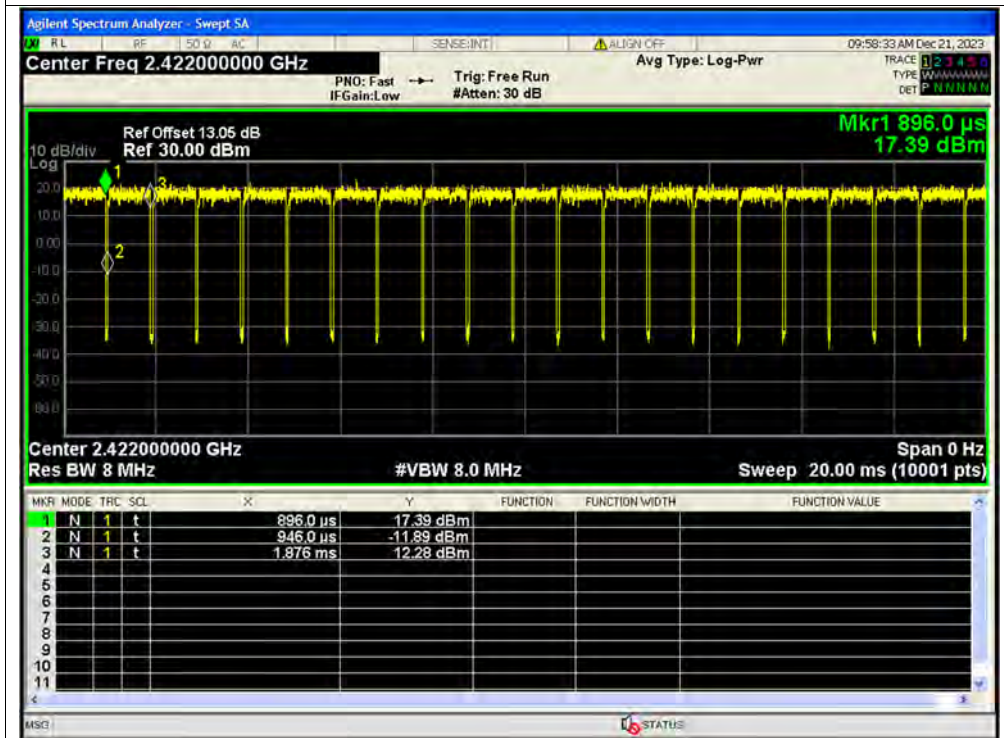 Agilent Spectrum Analyzer - Swept SA
RL RF 50 Ω AC SENSE:INT ALIGN OFF 09:58:33 AM Dec 21, 2023
Center Freq 2.422000000 GHz
PNO: Fast
IFGain:Low
Trig: Free Run
#Atten: 30 dB
Avg Type: Log-Pwr
TRACE 1 2 3 4 5 6
TYPE W
DET P N N N N N
Mkr1 896.0 µs
17.39 dBm
Ref Offset 13.05 dB
10 dB/div Ref 30.00 dBm
Log
1
3
20.0
10.0
0.00
2
-10.0
-20.0
-30.0
-40.0
-50.0
-60.0
Center 2.422000000 GHz Span 0 Hz
Res BW 8 MHz #VBW 8.0 MHz Sweep 20.00 ms (10001 pts)
MKR MODE TRC SCL X Y FUNCTION FUNCTION WIDTH FUNCTION VALUE
1 N 1 t 896.0 µs 17.39 dBm
2 N 1 t 946.0 µs -11.89 dBm
3 N 1 t 1.876 ms 12.28 dBm
4
5
6
7
8
9
10
11
MSG STATUS